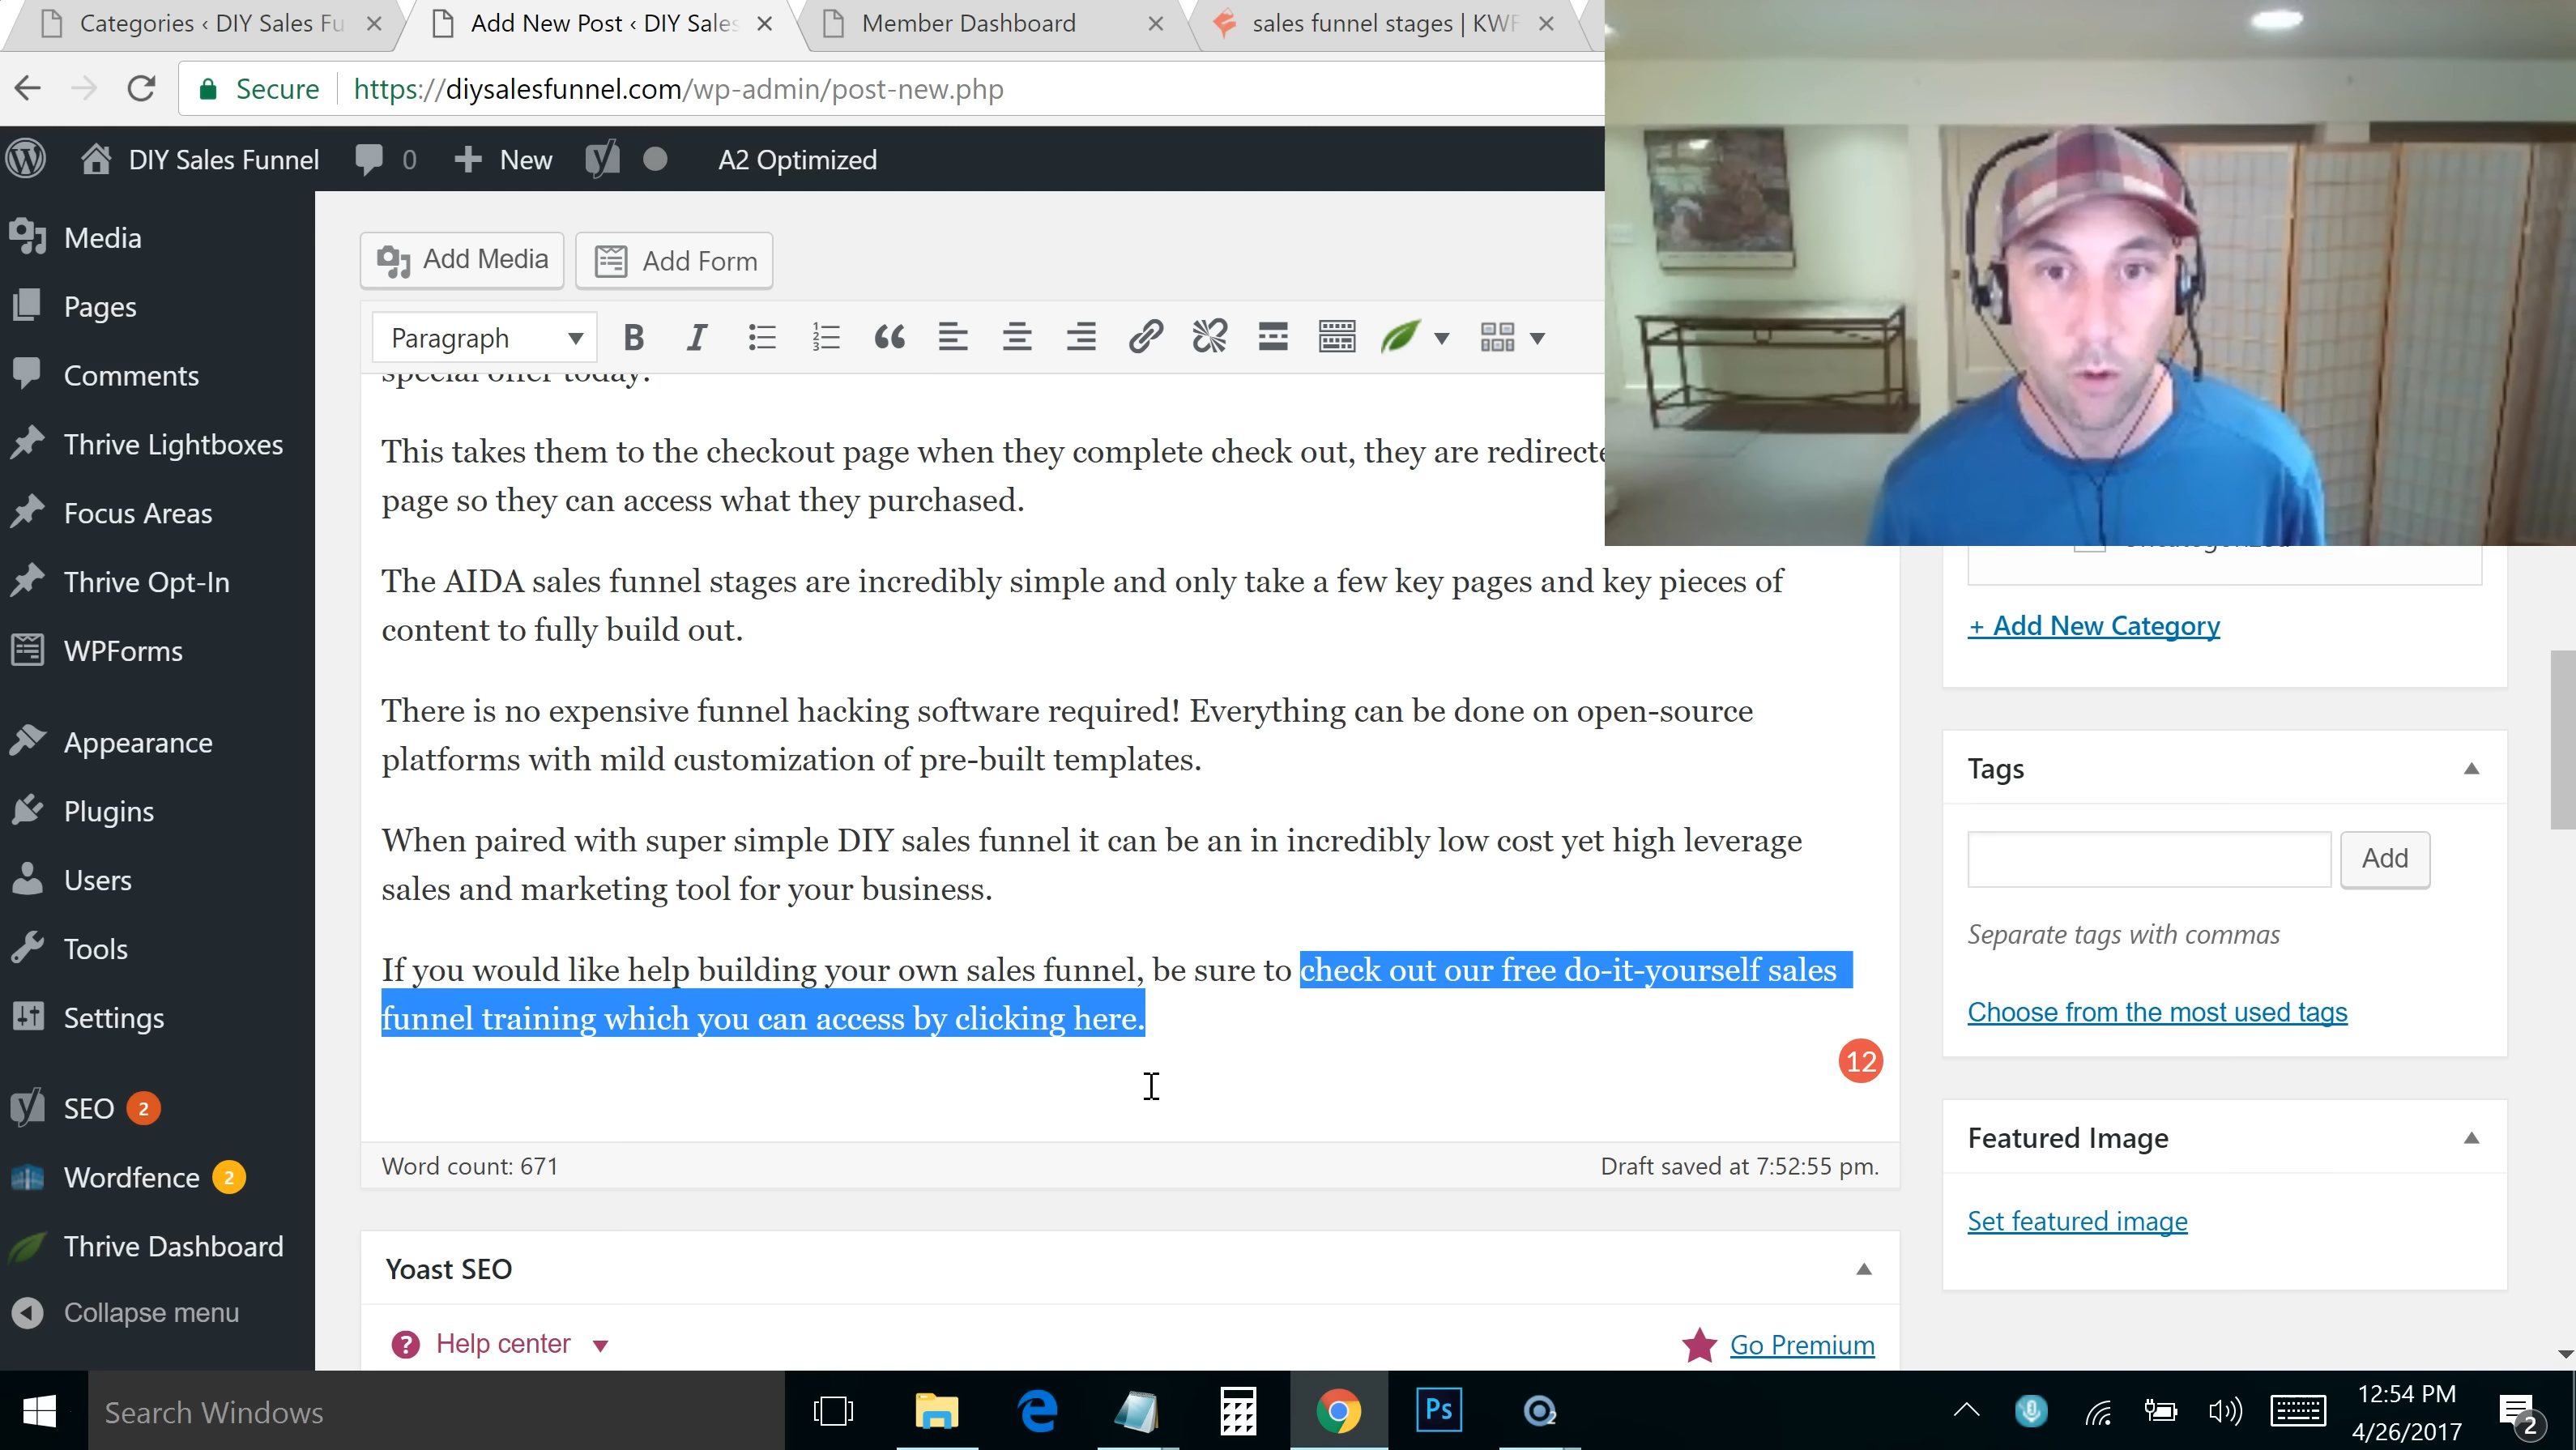 Categories ‹ DIY Sales Fu
Add New Post ‹ DIY Sales
Member Dashboard
sales funnel stages | KWF
Secure
https://diysalesfunnel.com/wp-admin/post-new.php
DIY Sales Funnel
0
New
A2 Optimized
Media
Pages
Comments
Thrive Lightboxes
Focus Areas
Thrive Opt-In
WPForms
Appearance
Plugins
Users
Tools
Settings
SEO 2
Wordfence 2
Thrive Dashboard
Collapse menu
Add Media
Add Form
Paragraph
special offer today.
This takes them to the checkout page when they complete check out, they are redirecte
page so they can access what they purchased.
The AIDA sales funnel stages are incredibly simple and only take a few key pages and key pieces of
content to fully build out.
There is no expensive funnel hacking software required! Everything can be done on open-source
platforms with mild customization of pre-built templates.
When paired with super simple DIY sales funnel it can be an in incredibly low cost yet high leverage
sales and marketing tool for your business.
If you would like help building your own sales funnel, be sure to check out our free do-it-yourself sales
funnel training which you can access by clicking here.
12
Word count: 671
Draft saved at 7:52:55 pm.
Yoast SEO
Help center
Go Premium
+ Add New Category
Tags
Add
Separate tags with commas
Choose from the most used tags
Featured Image
Set featured image
Search Windows
Ps
12:54 PM
4/26/2017
2